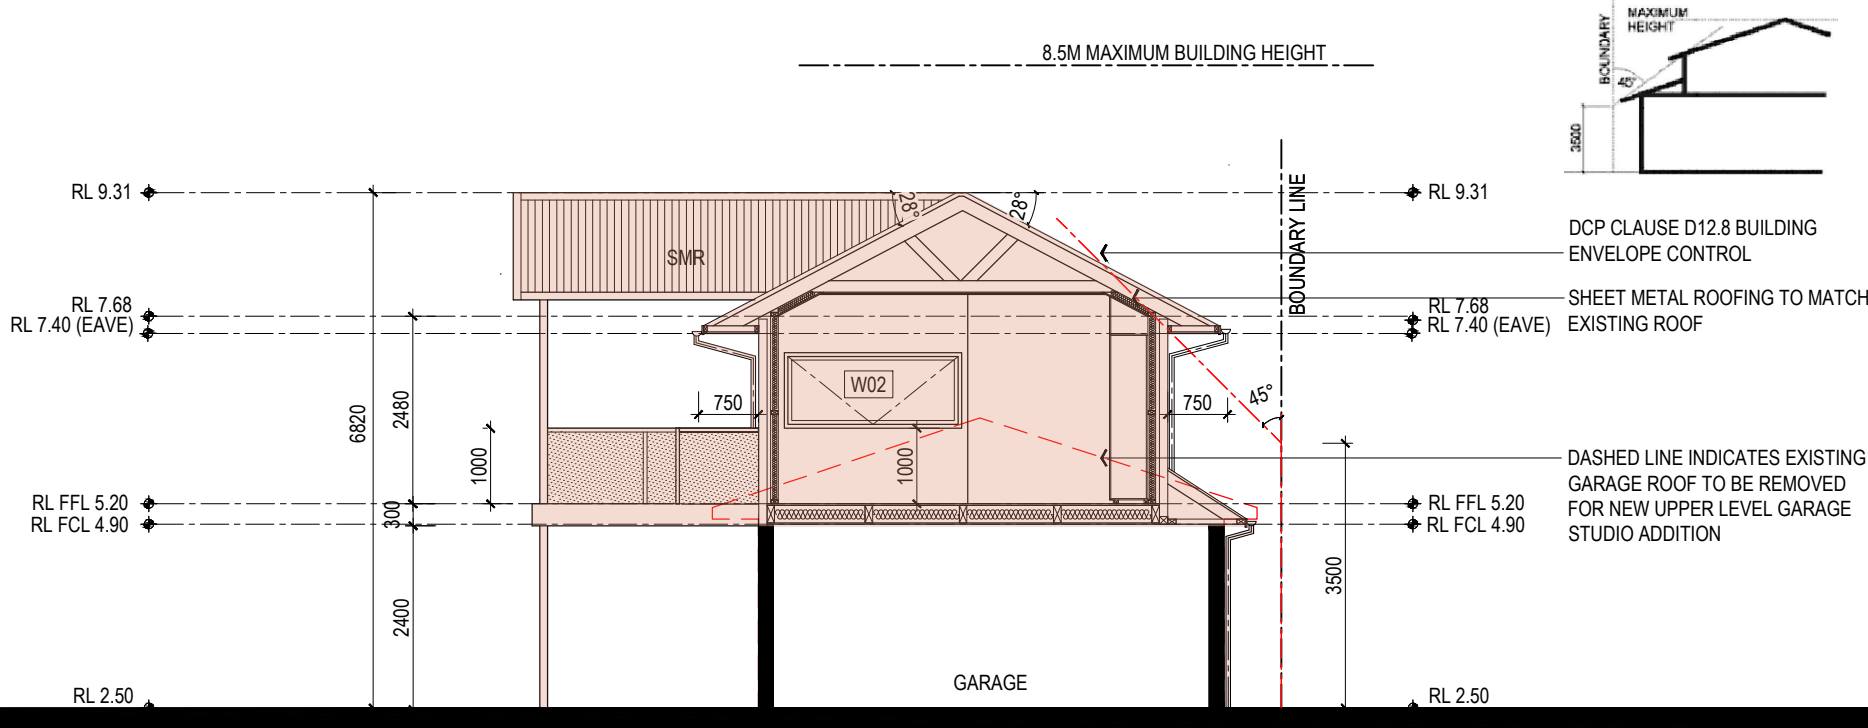 MAXIMUM
HEIGHT
BOUNDARY
45°
3500
8.5M MAXIMUM BUILDING HEIGHT
RL 9.31
28°
28°
RL 9.31
BOUNDARY LINE
DCP CLAUSE D12.8 BUILDING
ENVELOPE CONTROL
SMR
RL 7.68
RL 7.40 (EAVE)
RL 7.68
RL 7.40 (EAVE)
SHEET METAL ROOFING TO MATCH
EXISTING ROOF
W02
750
750
45°
6820
2480
1000
1000
DASHED LINE INDICATES EXISTING
GARAGE ROOF TO BE REMOVED
FOR NEW UPPER LEVEL GARAGE
STUDIO ADDITION
RL FFL 5.20
RL FCL 4.90
300
RL FFL 5.20
RL FCL 4.90
2400
3500
GARAGE
RL 2.50
RL 2.50